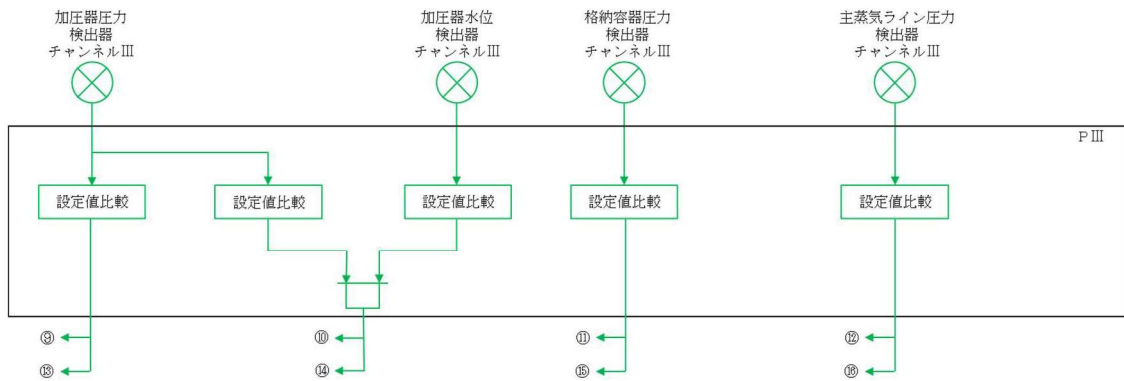 加圧器圧力
検出器
チャンネルⅢ
加圧器水位
検出器
チャンネルⅢ
格納容器圧力
検出器
チャンネルⅢ
主蒸気ライン圧力
検出器
チャンネルⅢ
PⅢ
設定値比較
設定値比較
設定値比較
設定値比較
設定値比較
⑨
⑩
⑪
⑫
⑬
⑭
⑮
⑯